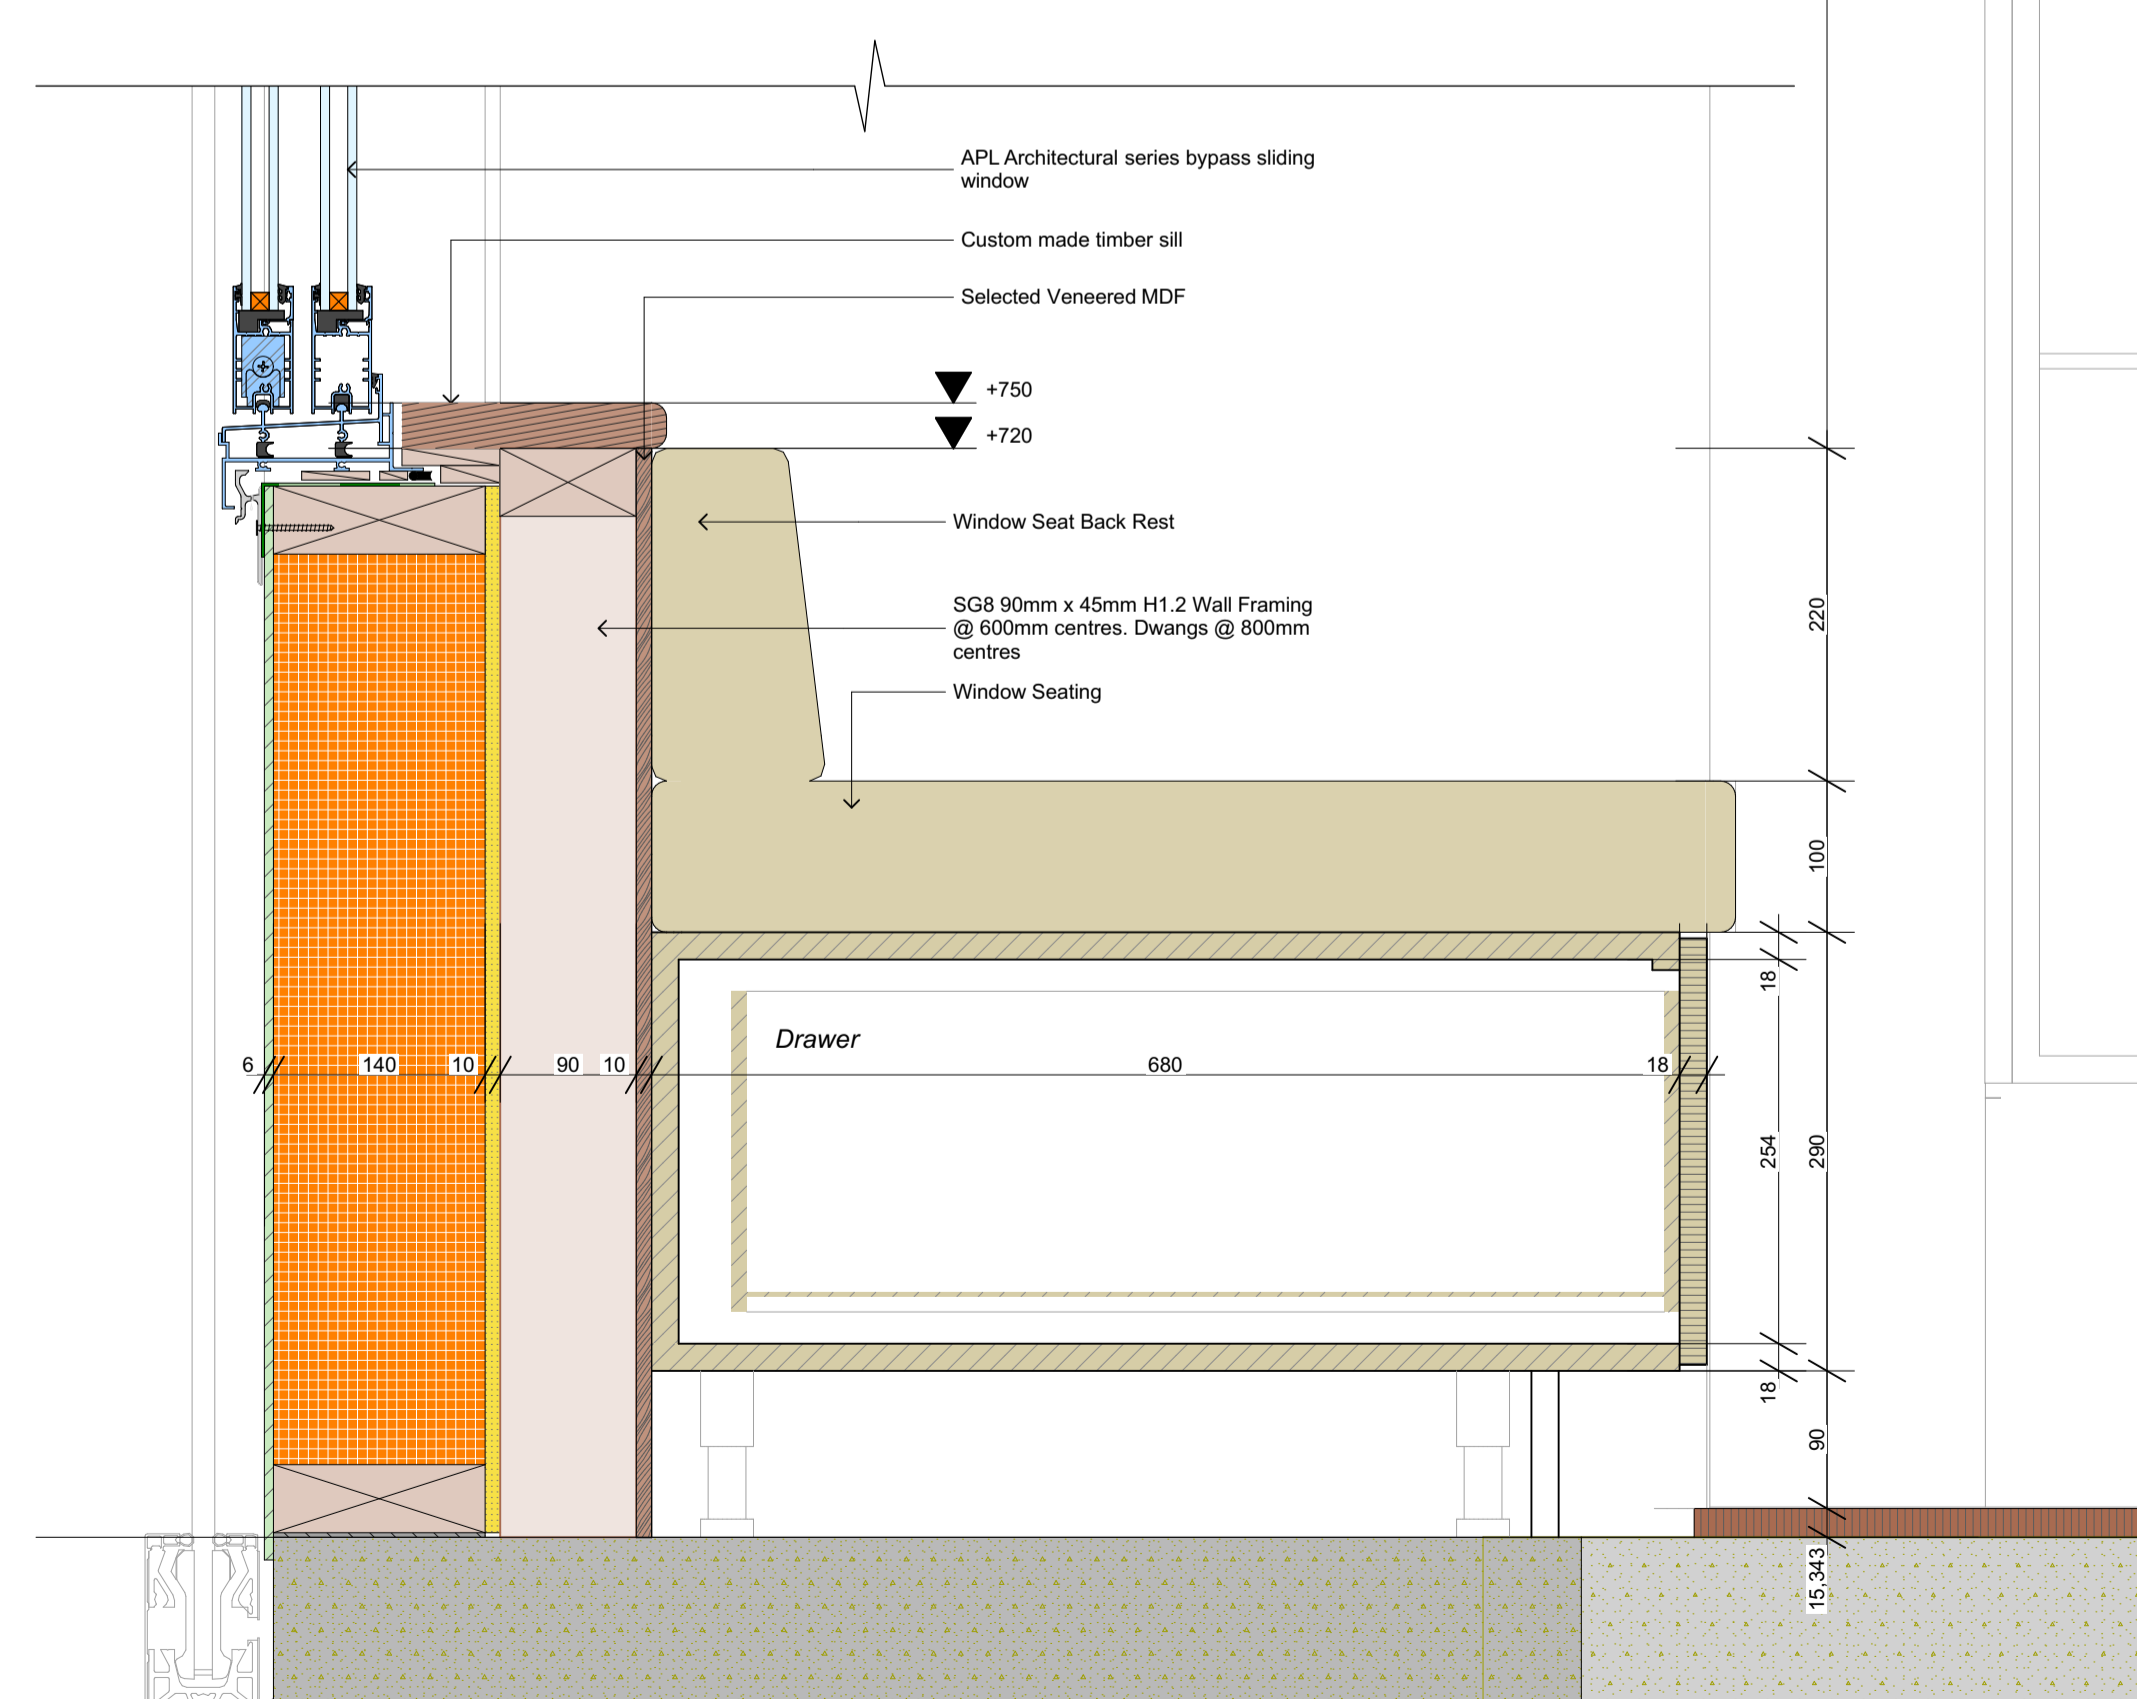 APL Architectural series bypass sliding
window
Custom made timber sill
Selected Veneered MDF
+750
+720
Window Seat Back Rest
SG8 90mm x 45mm H1.2 Wall Framing
@ 600mm centres. Dwangs @ 800mm
centres
Window Seating
220
100
18
Drawer
6
140
10
90
10
680
18
254
290
18
90
15,343